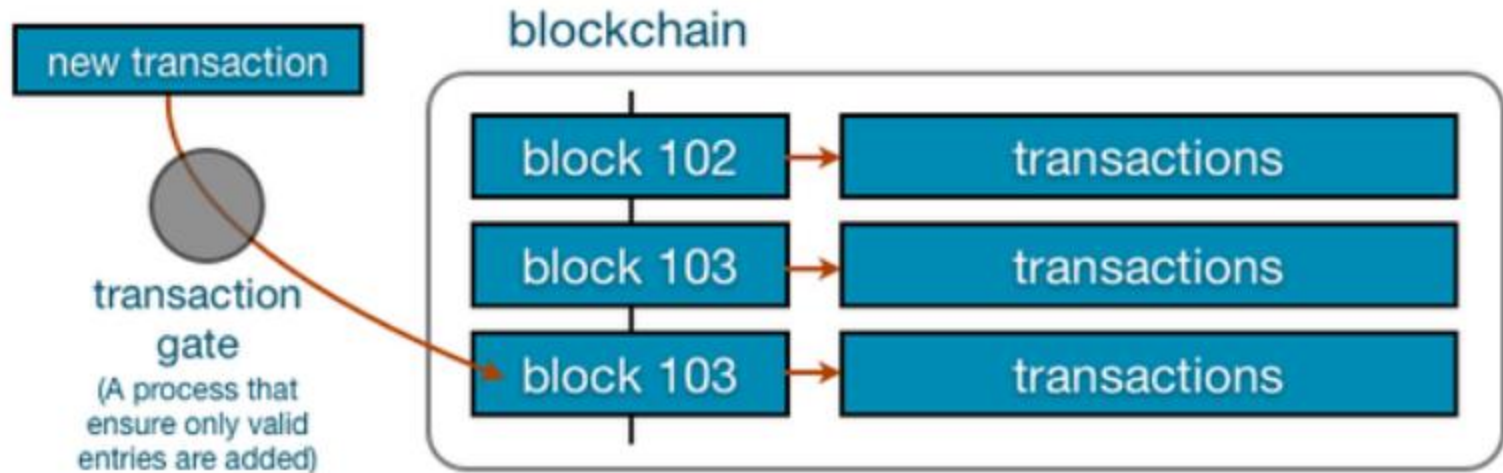 new transaction
blockchain
block 102
transactions
block 103
transactions
block 103
transactions
transaction
gate
(A process that
ensure only valid
entries are added)